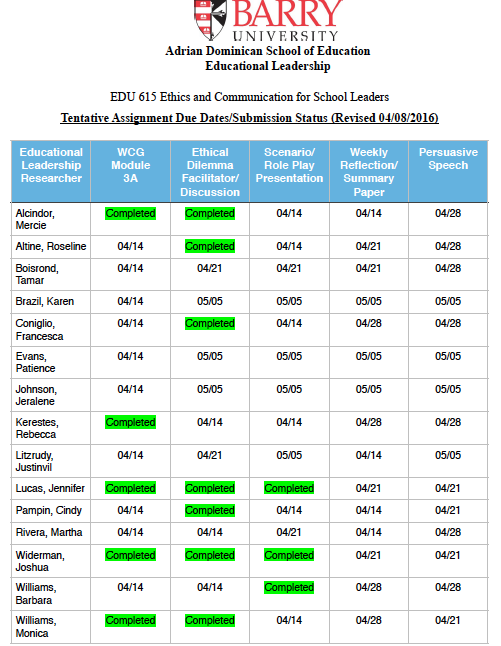 BARRY
UNIVERSITY
Adrian Dominican School of Education
Educational Leadership
EDU 615 Ethics and Communication for School Leaders
Tentative Assignment Due Dates/Submission Status (Revised 04/08/2016)
Educational Leadership Researcher WCG Module 3A Ethical Dilemma Facilitator/ Discussion Scenario/ Role Play Presentation Weekly Reflection/ Summary Paper Persuasive Speech
Alcindor, Mercie Completed Completed 04/14 04/14 04/28
Altine, Roseline 04/14 Completed 04/14 04/21 04/28
Boisrond, Tamar 04/14 04/21 04/21 04/21 04/28
Brazil, Karen 04/14 05/05 05/05 05/05 05/05
Coniglio, Francesca 04/14 Completed 04/14 04/28 04/28
Evans, Patience 04/14 05/05 05/05 05/05 05/05
Johnson, Jeralene 04/14 05/05 05/05 05/05 05/05
Kerestes, Rebecca Completed 04/14 04/14 04/28 04/28
Litzrudy, Justinvil 04/14 04/21 05/05 04/14 05/05
Lucas, Jennifer Completed Completed Completed 04/21 04/21
Pampin, Cindy 04/14 Completed 04/14 04/14 04/21
Rivera, Martha 04/14 04/14 04/21 04/14 04/28
Widerman, Joshua Completed Completed Completed 04/21 04/21
Williams, Barbara 04/14 04/14 Completed 04/28 04/28
Williams, Monica Completed Completed 04/14 04/28 04/21